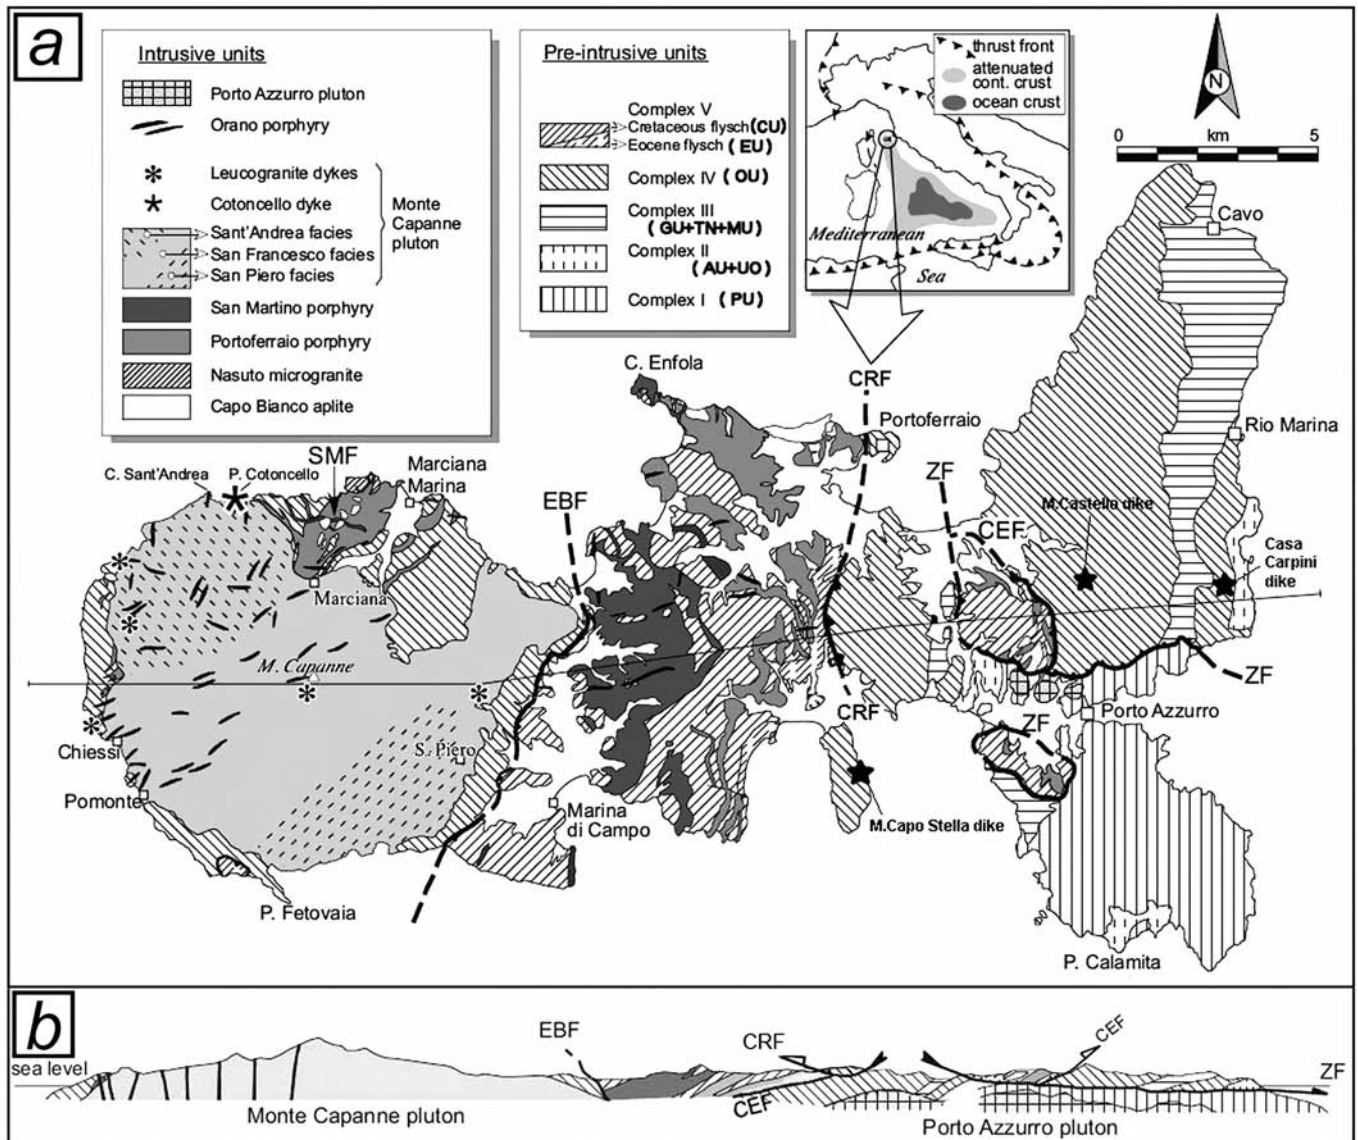 a
Intrusive units
Porto Azzurro pluton
Orano porphyry
Leucogranite dykes
Cotoncello dyke
Sant'Andrea facies
San Francesco facies
San Piero facies
Monte
Capanne
pluton
San Martino porphyry
Portoferraio porphyry
Nasuto microgranite
Capo Bianco aplite
Pre-intrusive units
Complex V
Cretaceous flysch (CU)
Eocene flysch (EU)
Complex IV (OU)
Complex III
(GU+TN+MU)
Complex II
(AU+UO)
Complex I (PU)
thrust front
attenuated
cont. crust
ocean crust
Mediterranean
Sea
N
0 km 5
Cavo
C. Enfola
CRF
Portoferraio
Rio Marina
SMF
C. Sant'Andrea
P. Cotoncello
Marciana
Marina
EBF
ZF
CEF
M.Castello dike
Casa
Carpini
dike
Marciana
M. Capanne
ZF
CRF
Porto Azzurro
ZF
Chiessi
S. Piero
Pomonte
Marina
di Campo
M.Capo Stella dike
P. Fetovaia
P. Calamita
b
sea level
EBF
CRF
CEF
ZF
CEF
Monte Capanne pluton
Porto Azzurro pluton